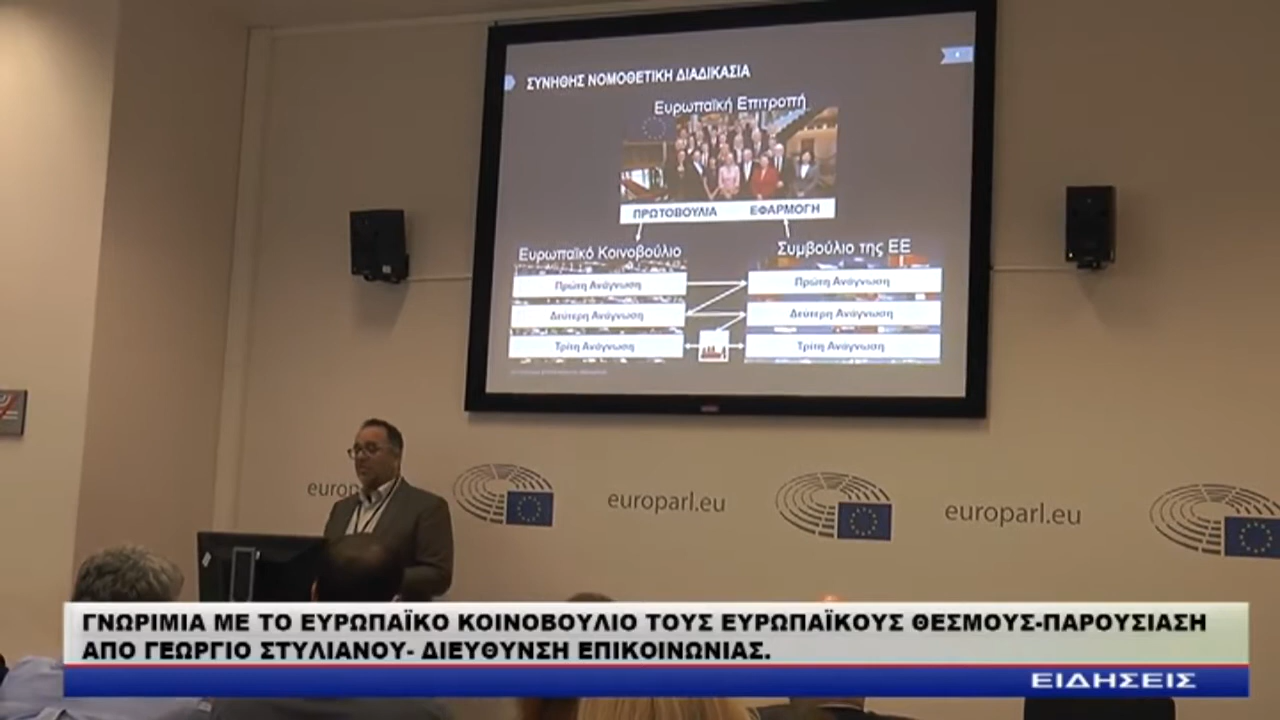 ΣΥΝΗΘΗΣ ΝΟΜΟΘΕΤΙΚΗ ΔΙΑΔΙΚΑΣΙΑ
Ευρωπαϊκή Επιτροπή
ΠΡΩΤΟΒΟΥΛΙΑ ΕΦΑΡΜΟΓΗ
Ευρωπαϊκό Κοινοβούλιο Συμβούλιο της ΕΕ
Πρώτη Ανάγνωση Πρώτη Ανάγνωση
Δεύτερη Ανάγνωση Δεύτερη Ανάγνωση
Τρίτη Ανάγνωση Τρίτη Ανάγνωση
europ europarl.eu europarl.eu
ΓΝΩΡΙΜΙΑ ΜΕ ΤΟ ΕΥΡΩΠΑΪΚΟ ΚΟΙΝΟΒΟΥΛΙΟ ΤΟΥΣ ΕΥΡΩΠΑΪΚΟΥΣ ΘΕΣΜΟΥΣ-ΠΑΡΟΥΣΙΑΣΗ
ΑΠΟ ΓΕΩΡΓΙΟ ΣΤΥΛΙΑΝΟΥ- ΔΙΕΥΘΥΝΣΗ ΕΠΙΚΟΙΝΩΝΙΑΣ.
ΕΙΔΗΣΕΙΣ